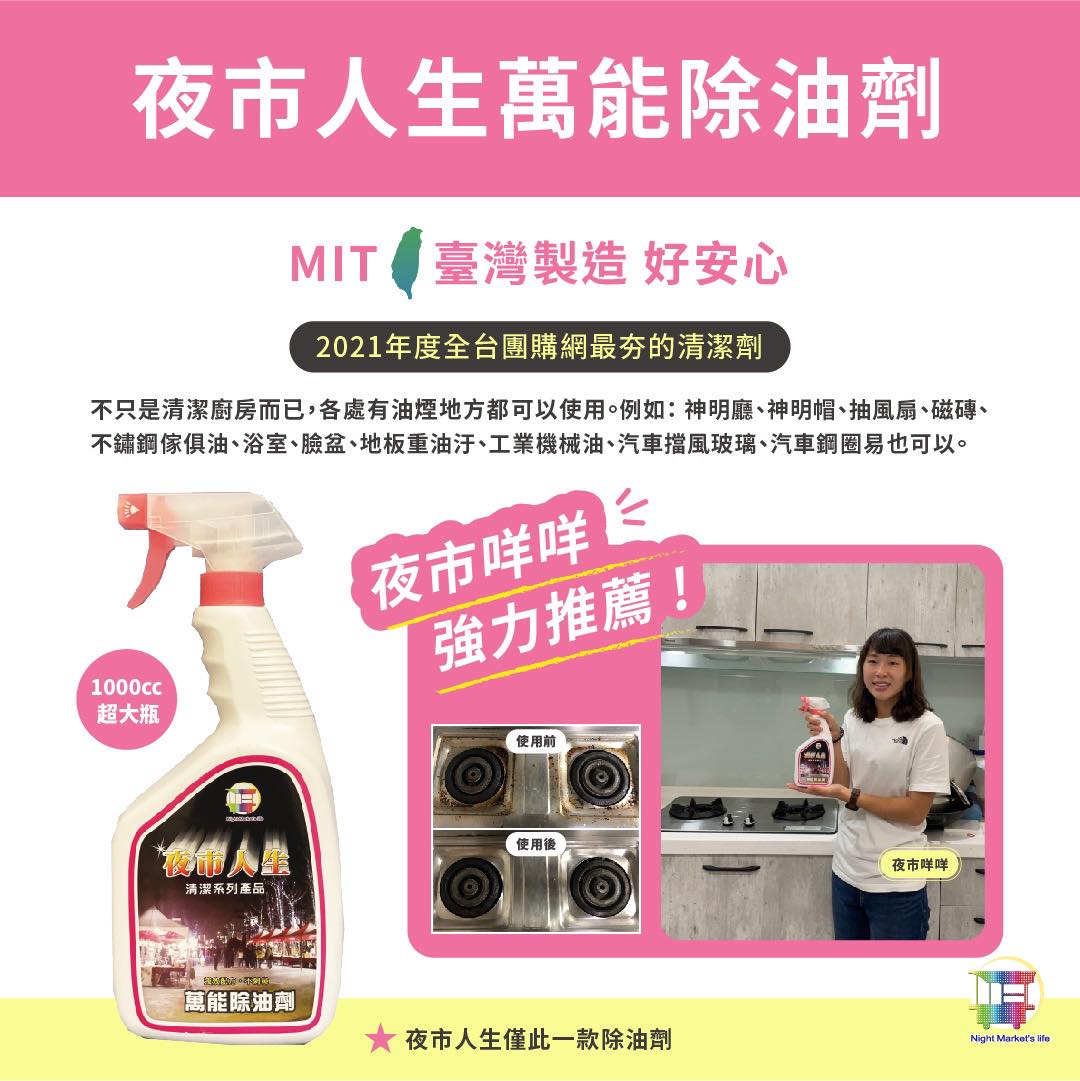 夜市人生萬能除油劑
MIT 臺灣製造 好安心
2021年度全台團購網最夯的清潔劑
不只是清潔廚房而已，各處有油煙地方都可以使用。例如：神明廳、神明帽、抽風扇、磁磚、
不鏽鋼傢俱油、浴室、臉盆、地板重油汙、工業機械油、汽車擋風玻璃、汽車鋼圈易也可以。
夜市咩咩
強力推薦！
1000cc
超大瓶
使用前
使用後
夜市咩咩
Night Market's life
夜市人生
清潔系列產品
萬能除油劑
★ 夜市人生僅此一款除油劑
Night Market's life